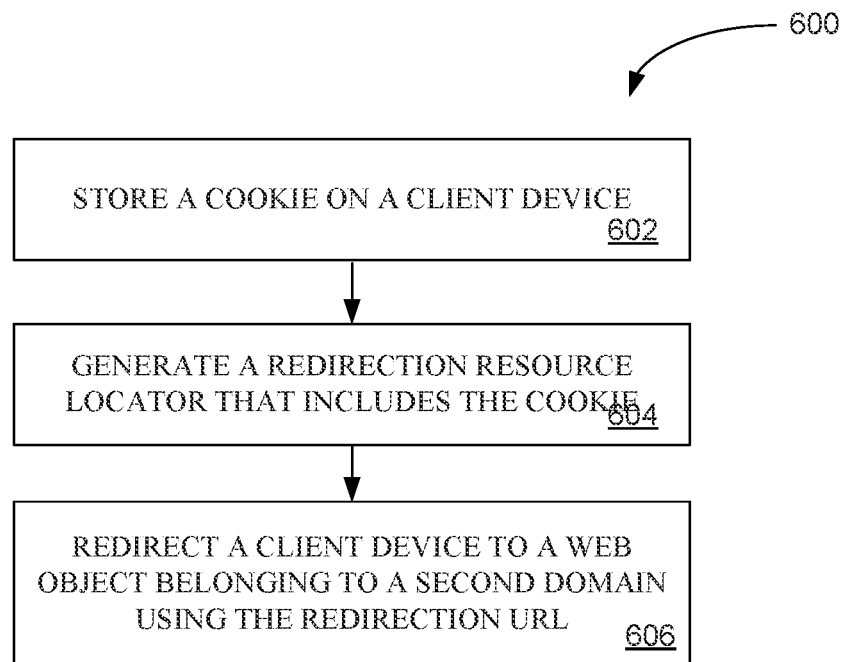 600
STORE A COOKIE ON A CLIENT DEVICE
602
GENERATE A REDIRECTION RESOURCE
LOCATOR THAT INCLUDES THE COOKIE
604
REDIRECT A CLIENT DEVICE TO A WEB
OBJECT BELONGING TO A SECOND DOMAIN
USING THE REDIRECTION URL
606